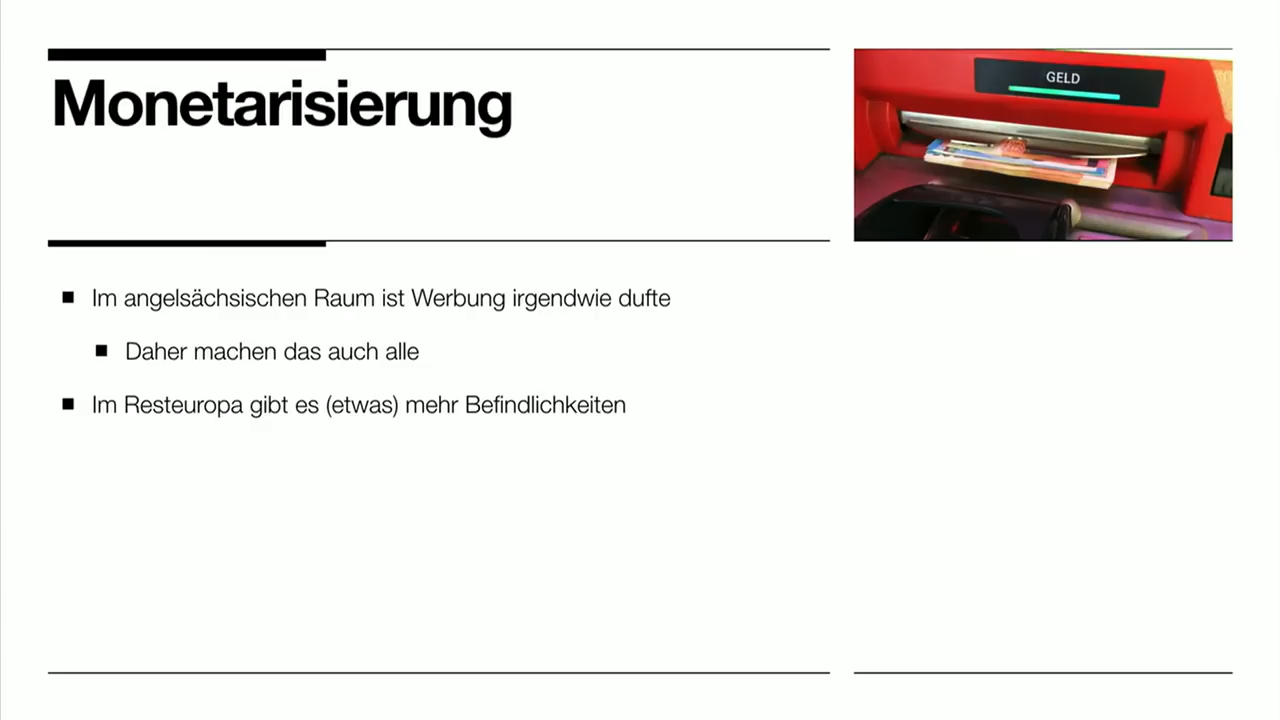 Monetarisierung
GELD
Im angelsächsischen Raum ist Werbung irgendwie dufte
Daher machen das auch alle
Im Resteuropa gibt es (etwas) mehr Befindlichkeiten